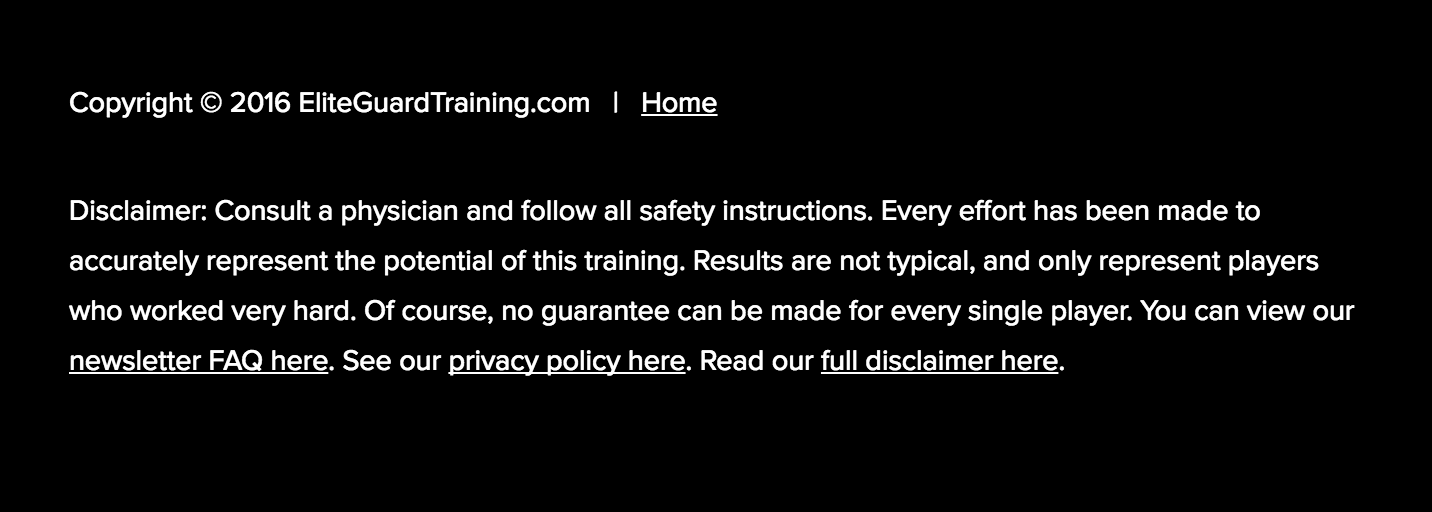 Copyright © 2016 EliteGuardTraining.com | Home
Disclaimer: Consult a physician and follow all safety instructions. Every effort has been made to
accurately represent the potential of this training. Results are not typical, and only represent players
who worked very hard. Of course, no guarantee can be made for every single player. You can view our
newsletter FAQ here. See our privacy policy here. Read our full disclaimer here.